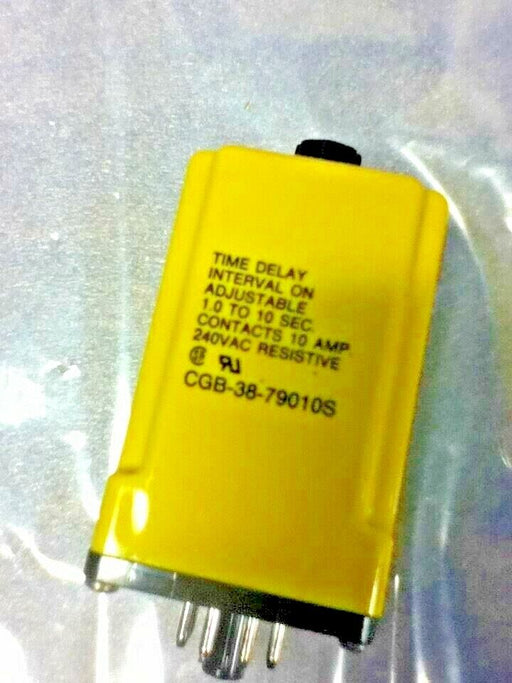 TIME DELAY
INTERVAL ON
ADJUSTABLE
1.0 TO 10 SEC.
CONTACTS 10 AMP
240VAC RESISTIVE
CGB-38-79010S